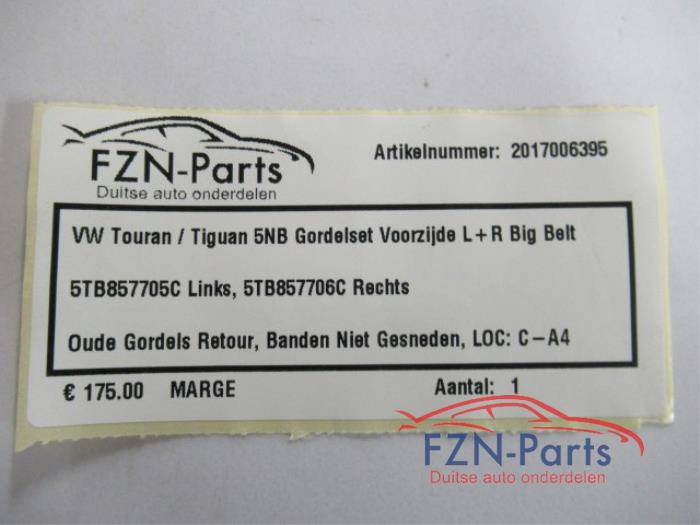 FZN-Parts
Duitse auto onderdelen
Artikelnummer: 2017006395
VW Touran / Tiguan 5NB Gordelset Voorzijde L+R Big Belt
5TB857705C Links, 5TB857706C Rechts
Oude Gordels Retour, Banden Niet Gesneden, LOC: C-A4
€ 175.00 MARGE Aantal: 1
FZN-Parts
Duitse auto onderdelen